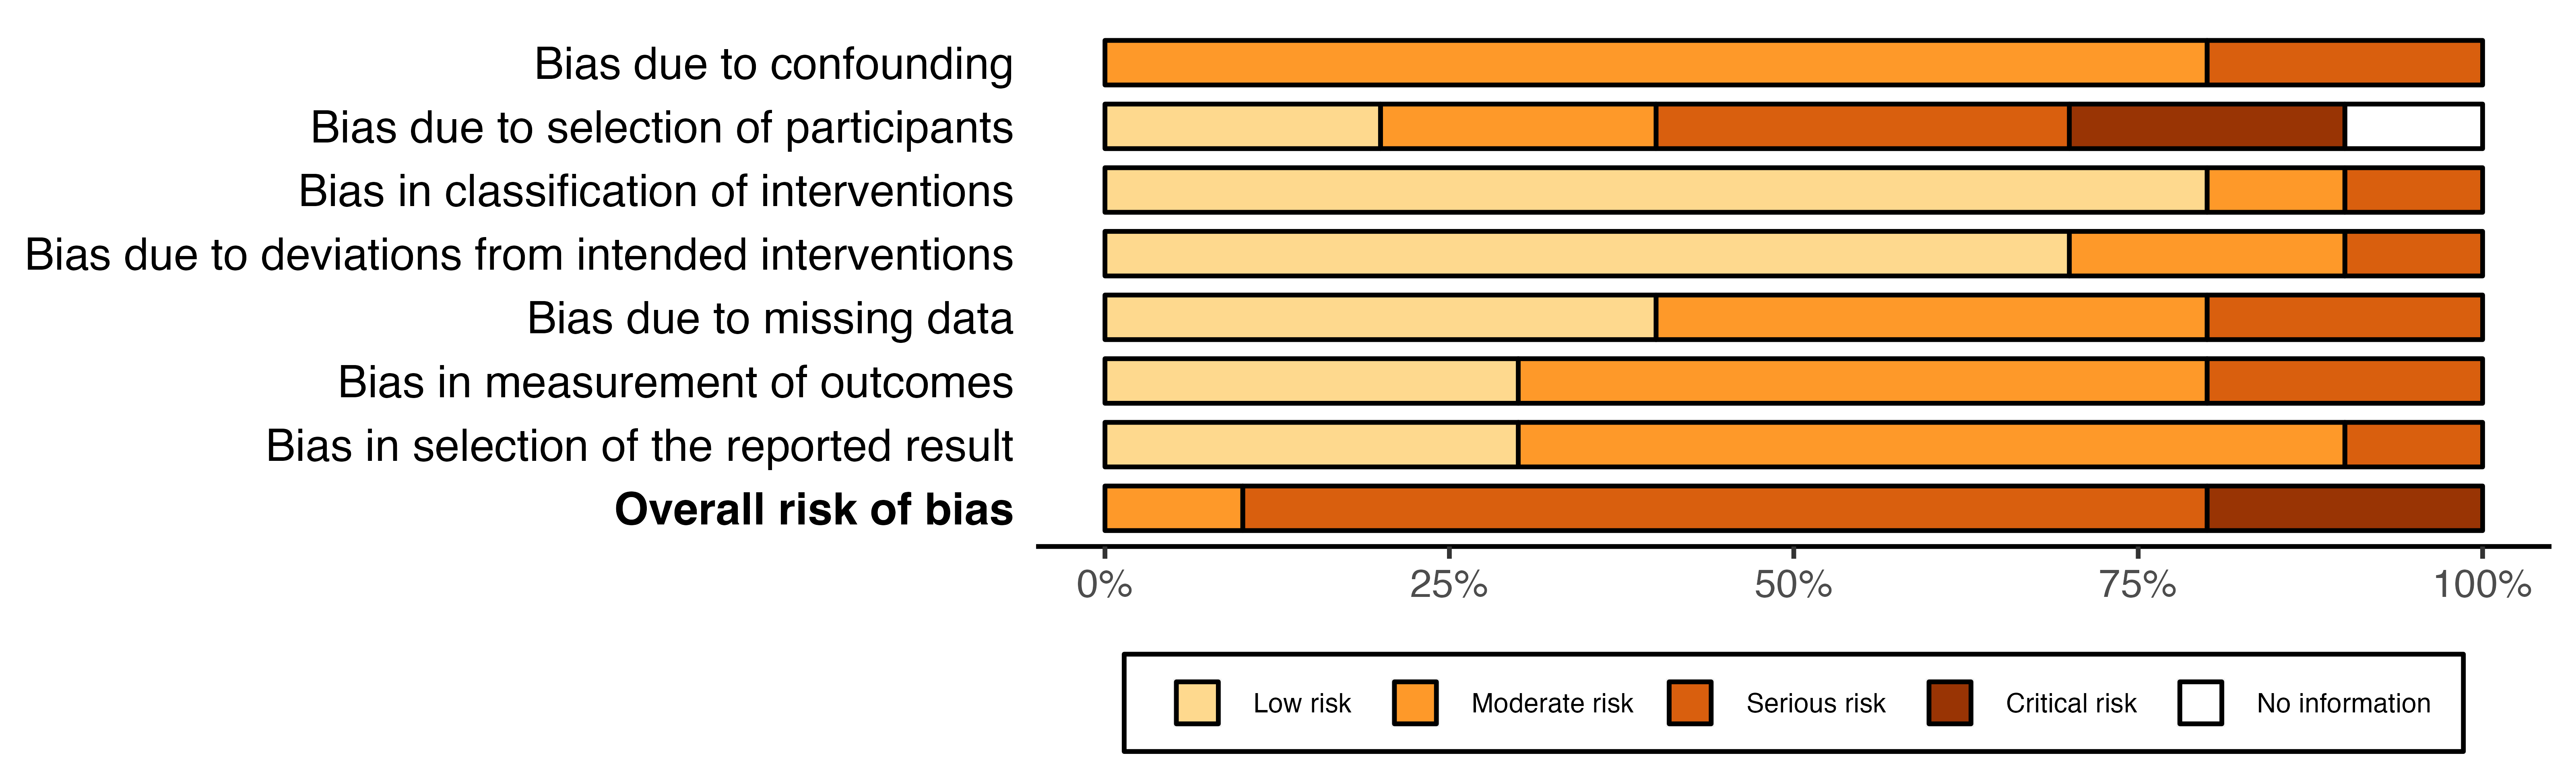 Bias due to confounding
Bias due to selection of participants
Bias in classification of interventions
Bias due to deviations from intended interventions
Bias due to missing data
Bias in measurement of outcomes
Bias in selection of the reported result
Overall risk of bias
0% 25% 50% 75% 100%
Low risk Moderate risk Serious risk Critical risk No information